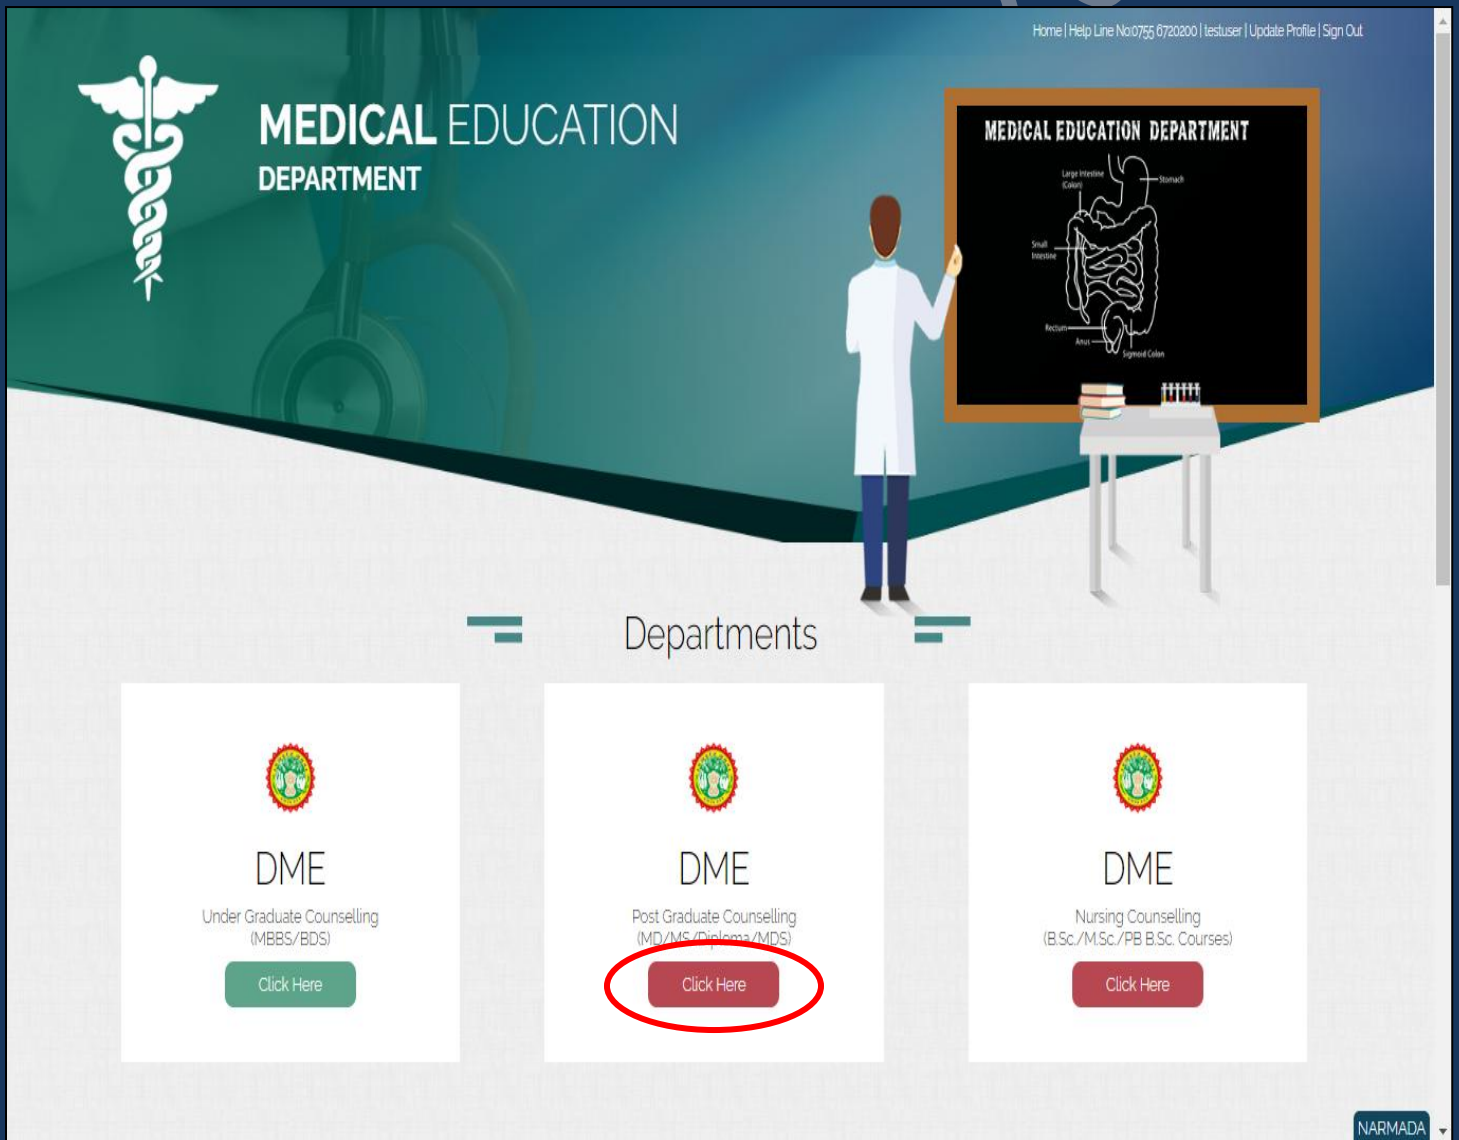 Home | Help Line No:0755 6720200 | testuser | Update Profile | Sign Out
MEDICAL EDUCATION
DEPARTMENT
MEDICAL EDUCATION DEPARTMENT
Large Intestine
(Colon)
Stomach
Small
Intestine
Rectum
Anus
Sigmoid Colon
Departments
DME
Under Graduate Counselling
(MBBS/BDS)
Click Here
DME
Post Graduate Counselling
(MD/MS/Diploma/MDS)
Click Here
DME
Nursing Counselling
(B.Sc./M.Sc./PB B.Sc. Courses)
Click Here
NARMADA